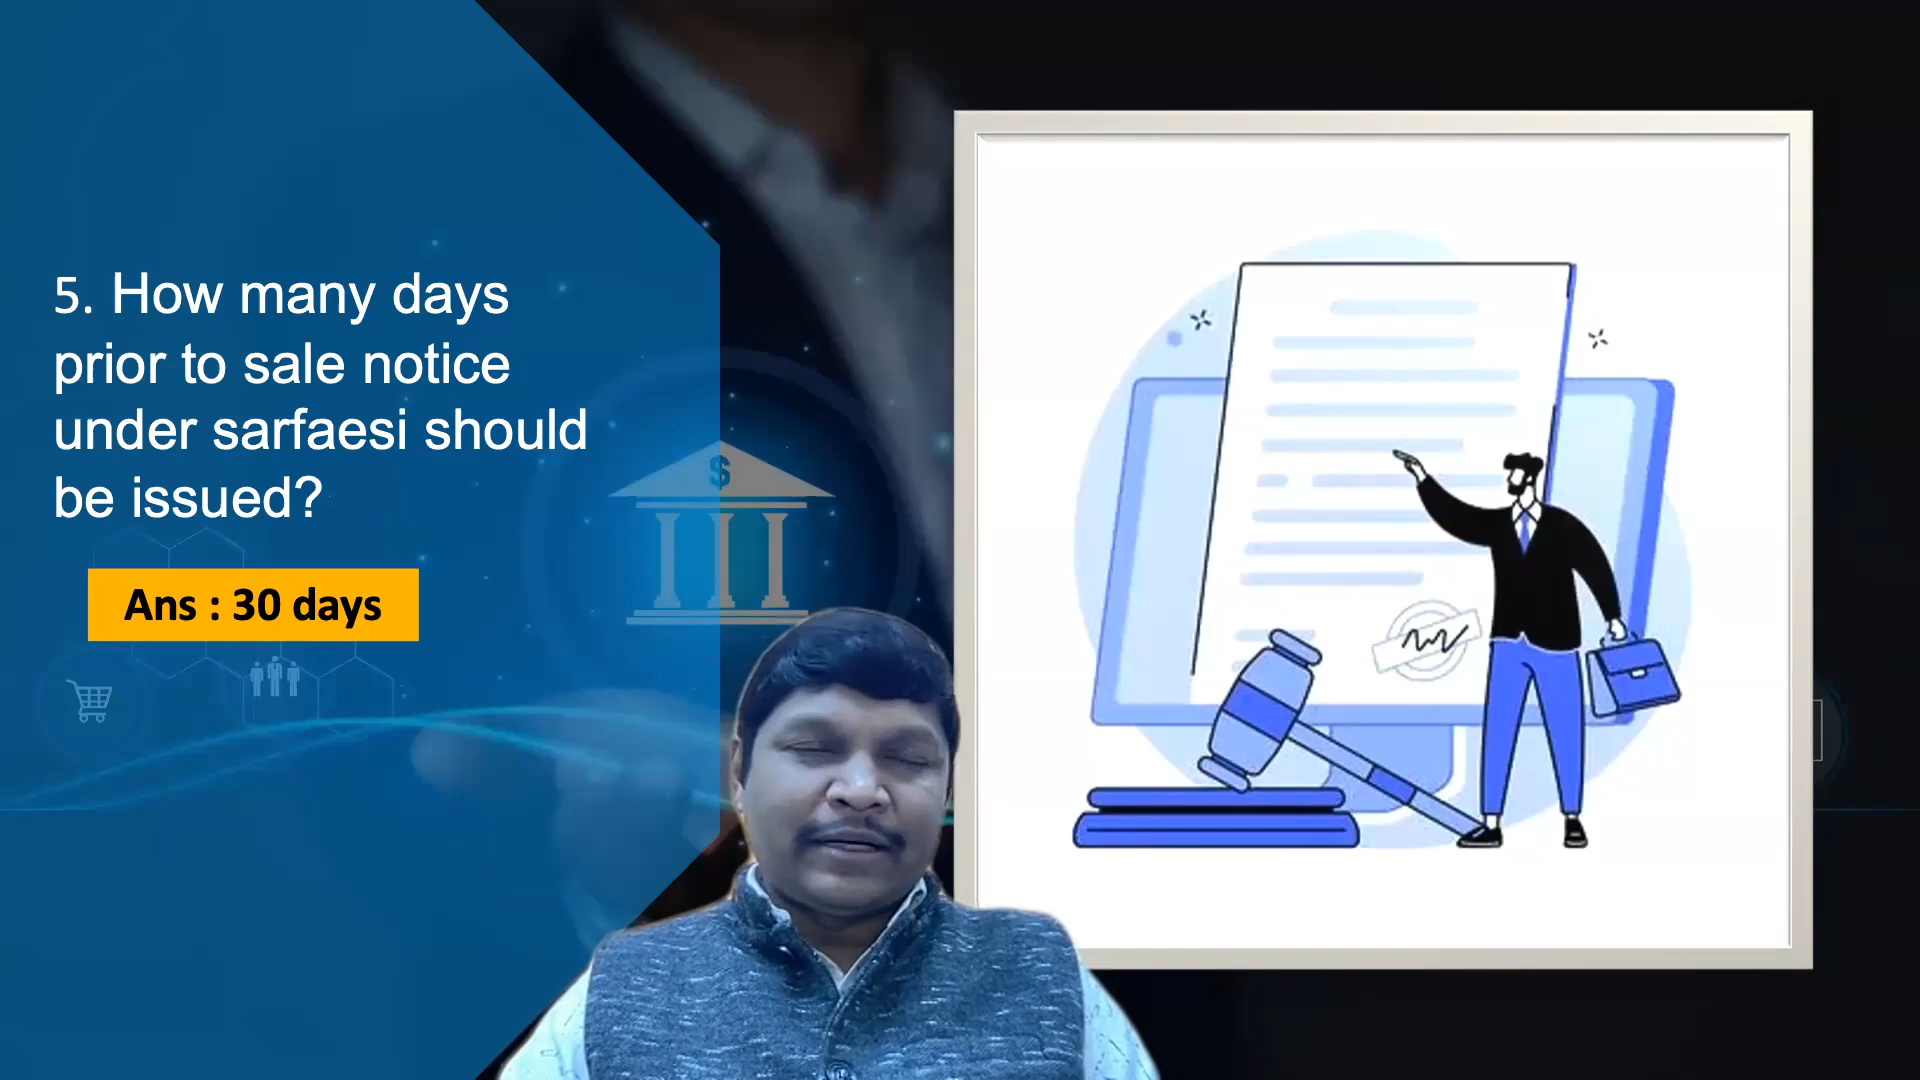 5. How many days
prior to sale notice
under sarfaesi should
be issued?
Ans : 30 days
$